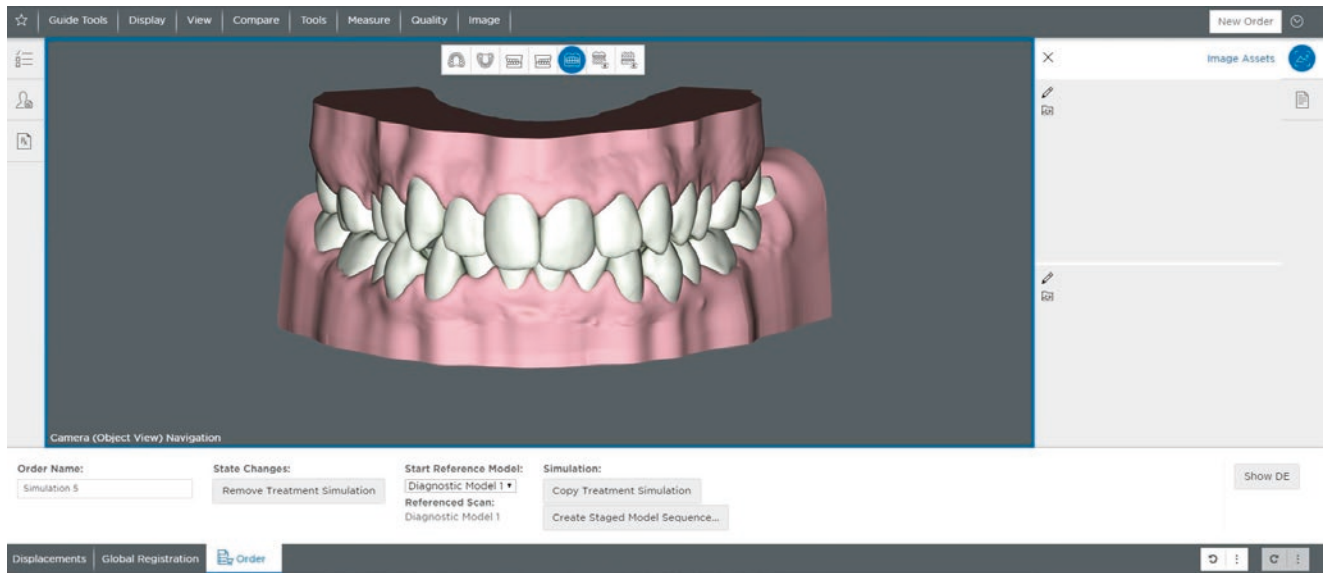 Guide Tools Display View Compare Tools Measure Quality Image New Order
Image Assets
Camera (Object View) Navigation
Order Name: State Changes: Start Reference Model: Simulation:
Simulation 5 Remove Treatment Simulation Diagnostic Model 1 Copy Treatment Simulation Show DE
Referenced Scan:
Diagnostic Model 1 Create Staged Model Sequence...
Displacements Global Registration Order